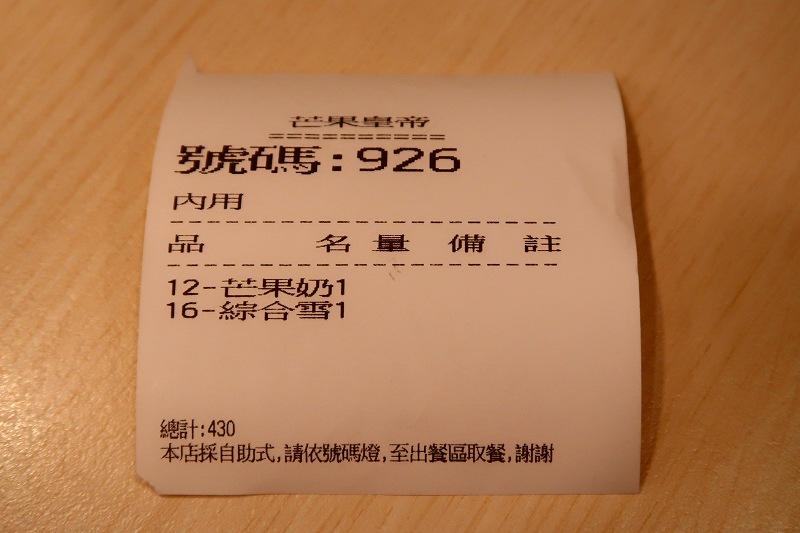 芒果皇帝
===========
號碼:926
內用
--------------------------------
品 名 量 備 註
--------------------------------
12-芒果奶1
16-綜合雪1
總計:430
本店採自助式,請依號碼燈,至出餐區取餐,謝謝